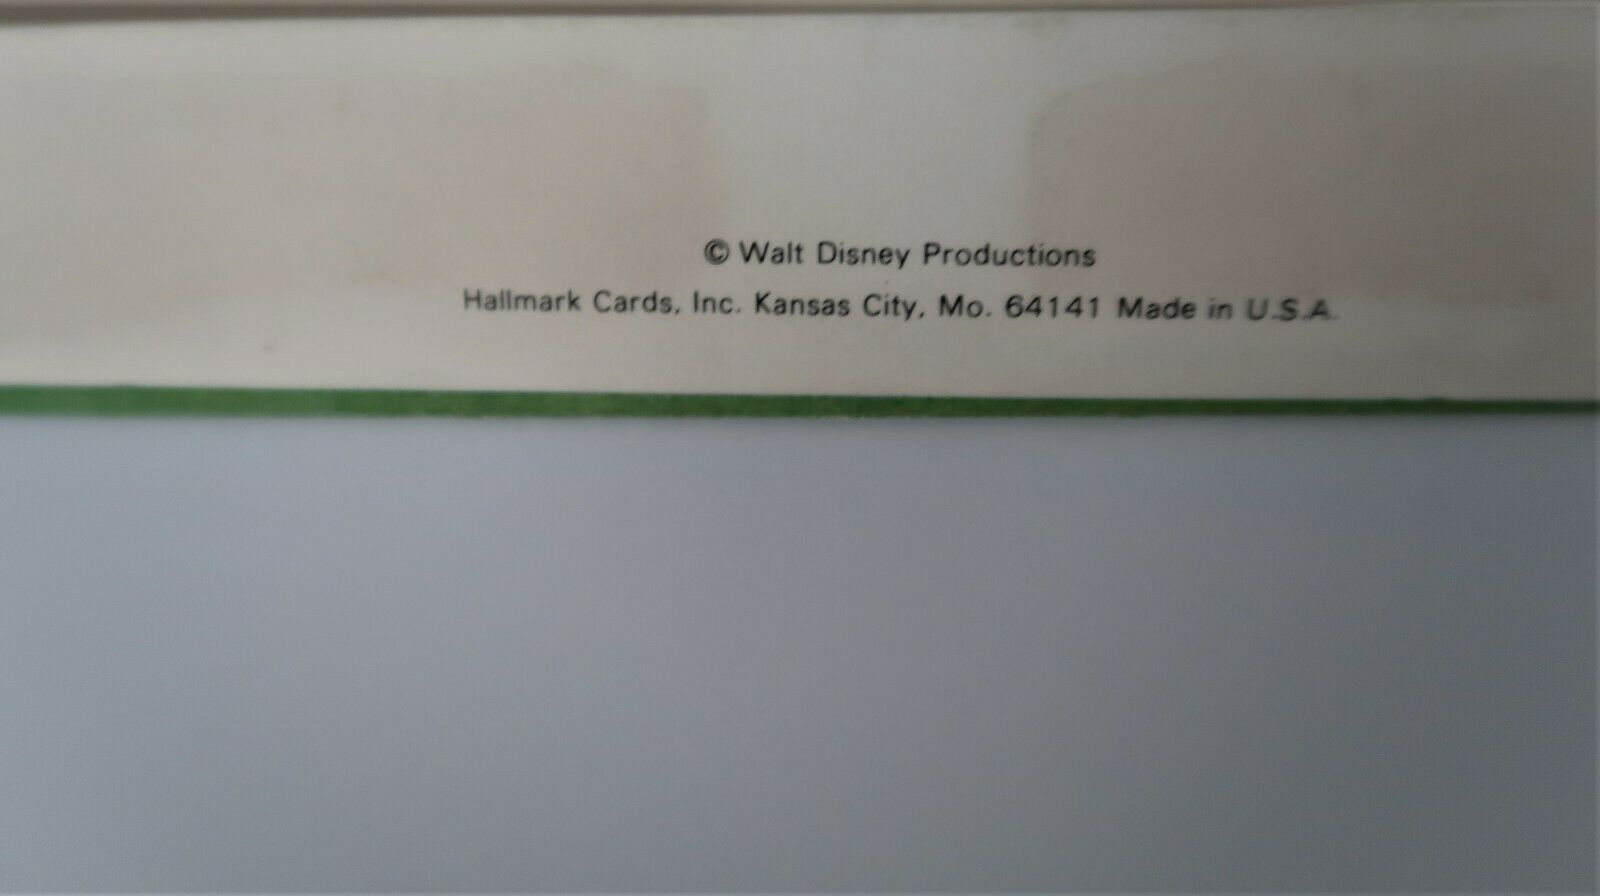 © Walt Disney Productions
Hallmark Cards, Inc. Kansas City, Mo. 64141 Made in U.S.A.